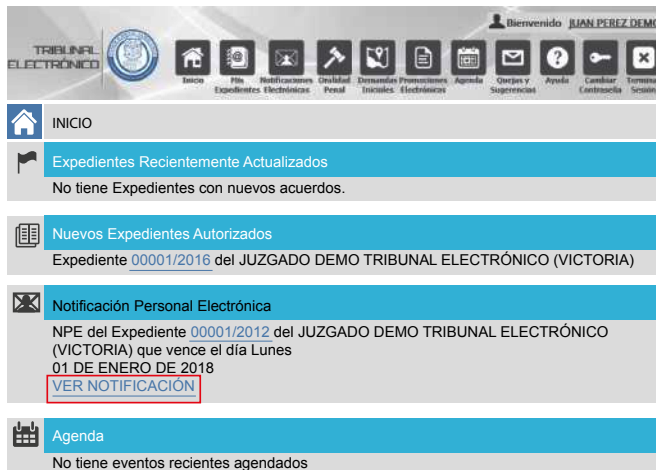 Bienvenido JUAN PEREZ DEMO
TRIBUNAL
ELECTRÓNICO
Inicio Mis Expedientes Notificaciones Electrónicas Oralidad Penal Demandas Iniciales Promociones Electrónicas Agenda Quejas y Sugerencias Ayuda Cambiar Contraseña Terminar Sesión
INICIO
Expedientes Recientemente Actualizados
No tiene Expedientes con nuevos acuerdos.
Nuevos Expedientes Autorizados
Expediente 00001/2016 del JUZGADO DEMO TRIBUNAL ELECTRÓNICO (VICTORIA)
Notificación Personal Electrónica
NPE del Expediente 00001/2012 del JUZGADO DEMO TRIBUNAL ELECTRÓNICO
(VICTORIA) que vence el día Lunes
01 DE ENERO DE 2018
VER NOTIFICACIÓN
Agenda
No tiene eventos recientes agendados